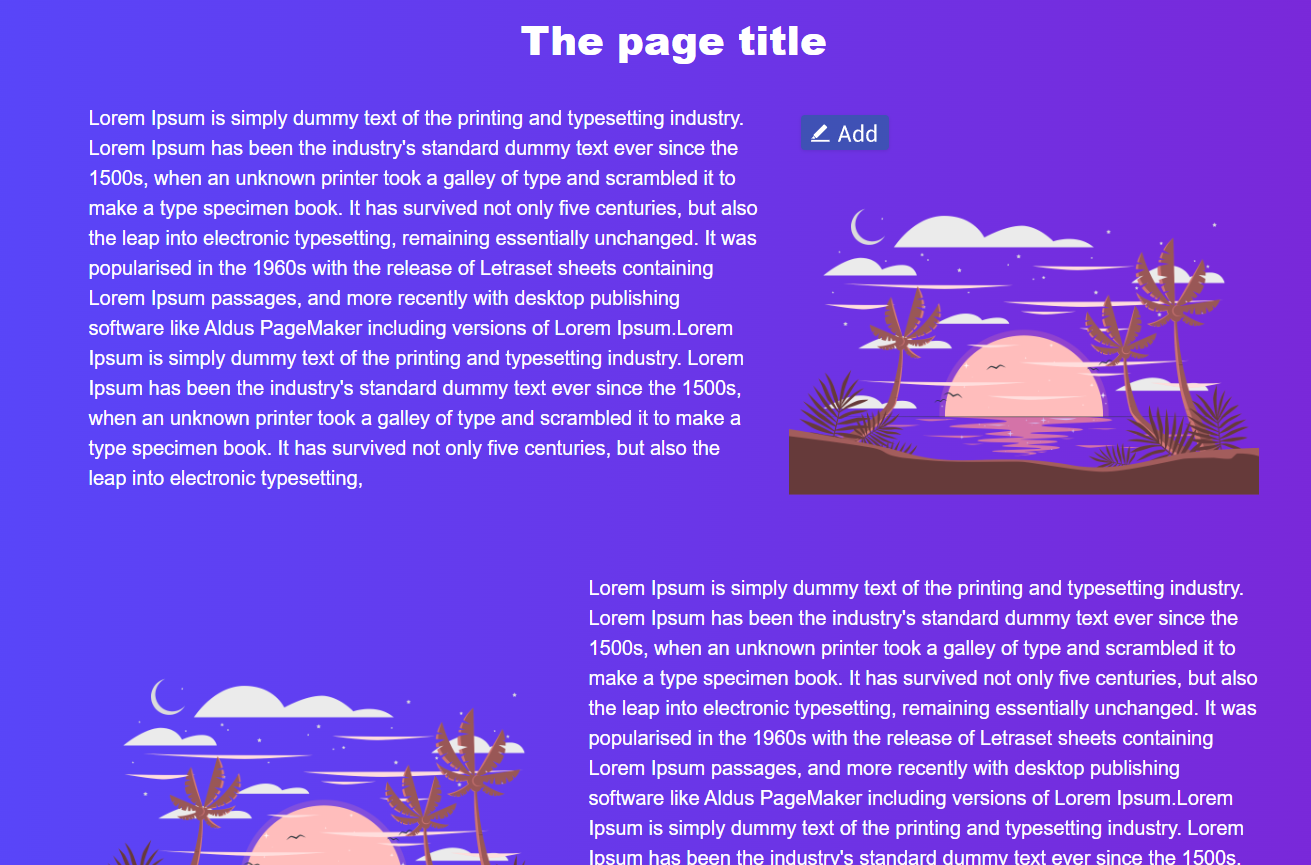 The page title
Lorem Ipsum is simply dummy text of the printing and typesetting industry.
Lorem Ipsum has been the industry's standard dummy text ever since the
1500s, when an unknown printer took a galley of type and scrambled it to
make a type specimen book. It has survived not only five centuries, but also
the leap into electronic typesetting, remaining essentially unchanged. It was
popularised in the 1960s with the release of Letraset sheets containing
Lorem Ipsum passages, and more recently with desktop publishing
software like Aldus PageMaker including versions of Lorem Ipsum.Lorem
Ipsum is simply dummy text of the printing and typesetting industry. Lorem
Ipsum has been the industry's standard dummy text ever since the 1500s,
when an unknown printer took a galley of type and scrambled it to make a
type specimen book. It has survived not only five centuries, but also the
leap into electronic typesetting,
Add
Lorem Ipsum is simply dummy text of the printing and typesetting industry.
Lorem Ipsum has been the industry's standard dummy text ever since the
1500s, when an unknown printer took a galley of type and scrambled it to
make a type specimen book. It has survived not only five centuries, but also
the leap into electronic typesetting, remaining essentially unchanged. It was
popularised in the 1960s with the release of Letraset sheets containing
Lorem Ipsum passages, and more recently with desktop publishing
software like Aldus PageMaker including versions of Lorem Ipsum.Lorem
Ipsum is simply dummy text of the printing and typesetting industry. Lorem
Ipsum has been the industry's standard dummy text ever since the 1500s,